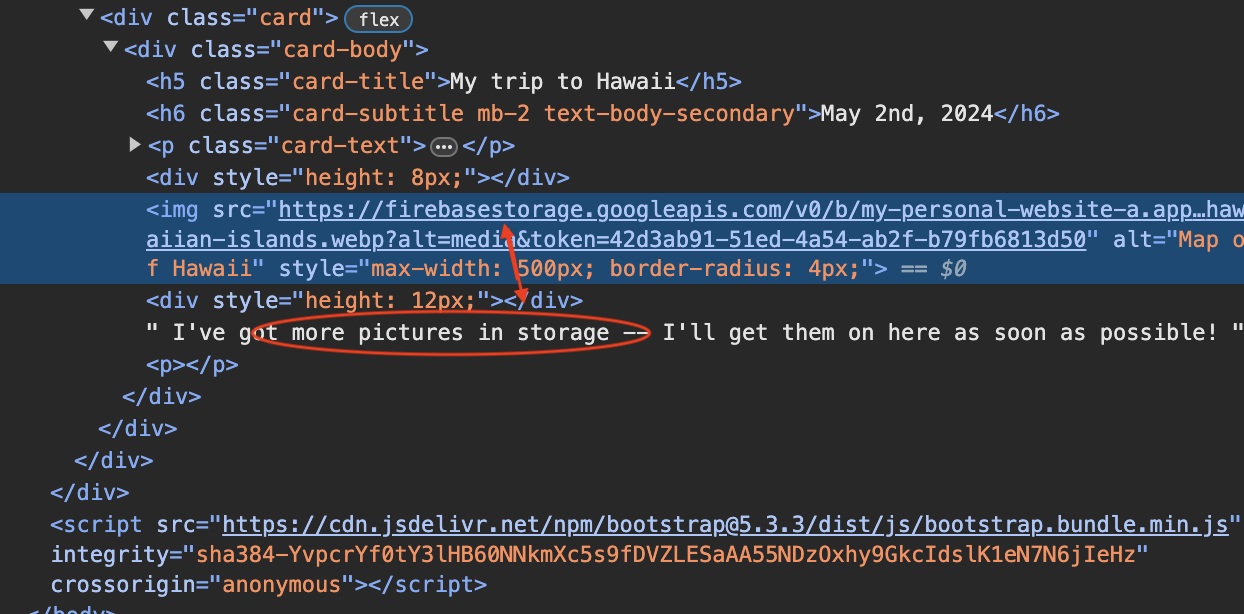 <div class="card"> flex
<div class="card-body">
<h5 class="card-title">My trip to Hawaii</h5>
<h6 class="card-subtitle mb-2 text-body-secondary">May 2nd, 2024</h6>
<p class="card-text">…</p>
<div style="height: 8px;"></div>
<img src="https://firebasestorage.googleapis.com/v0/b/my-personal-website-a.app…haw
aiian-islands.webp?alt=media&token=42d3ab91-51ed-4a54-ab2f-b79fb6813d50" alt="Map o
f Hawaii" style="max-width: 500px; border-radius: 4px;"> == $0
<div style="height: 12px;"></div>
" I've got more pictures in storage -- I'll get them on here as soon as possible! "
<p></p>
</div>
</div>
</div>
</div>
<script src="https://cdn.jsdelivr.net/npm/bootstrap@5.3.3/dist/js/bootstrap.bundle.min.js"
integrity="sha384-YvpcrYf0tY3lHB60NNkmXc5s9fDVZLESaAA55NDzOxhy9GkcIdslK1eN7N6jIeHz"
crossorigin="anonymous"></script>
</body>